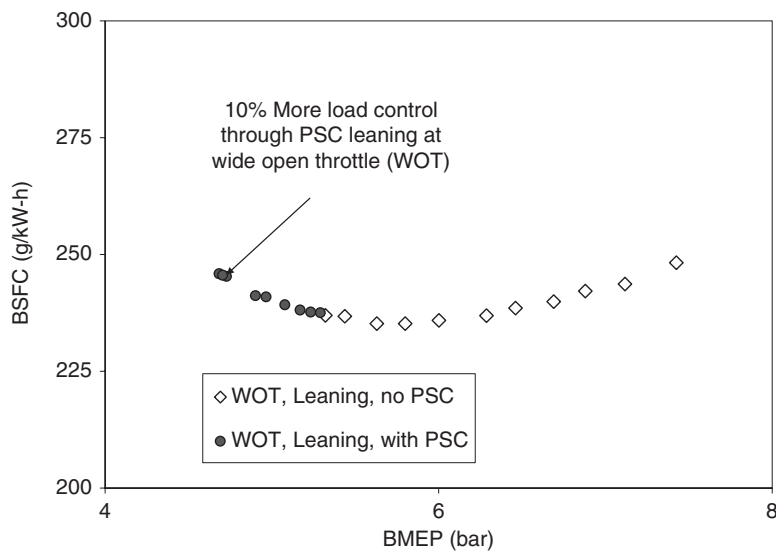 300
275
250
225
200
BSFC (g/kW-h)
10% More load control
through PSC leaning at
wide open throttle (WOT)
WOT, Leaning, no PSC
WOT, Leaning, with PSC
4
6
8
BMEP (bar)